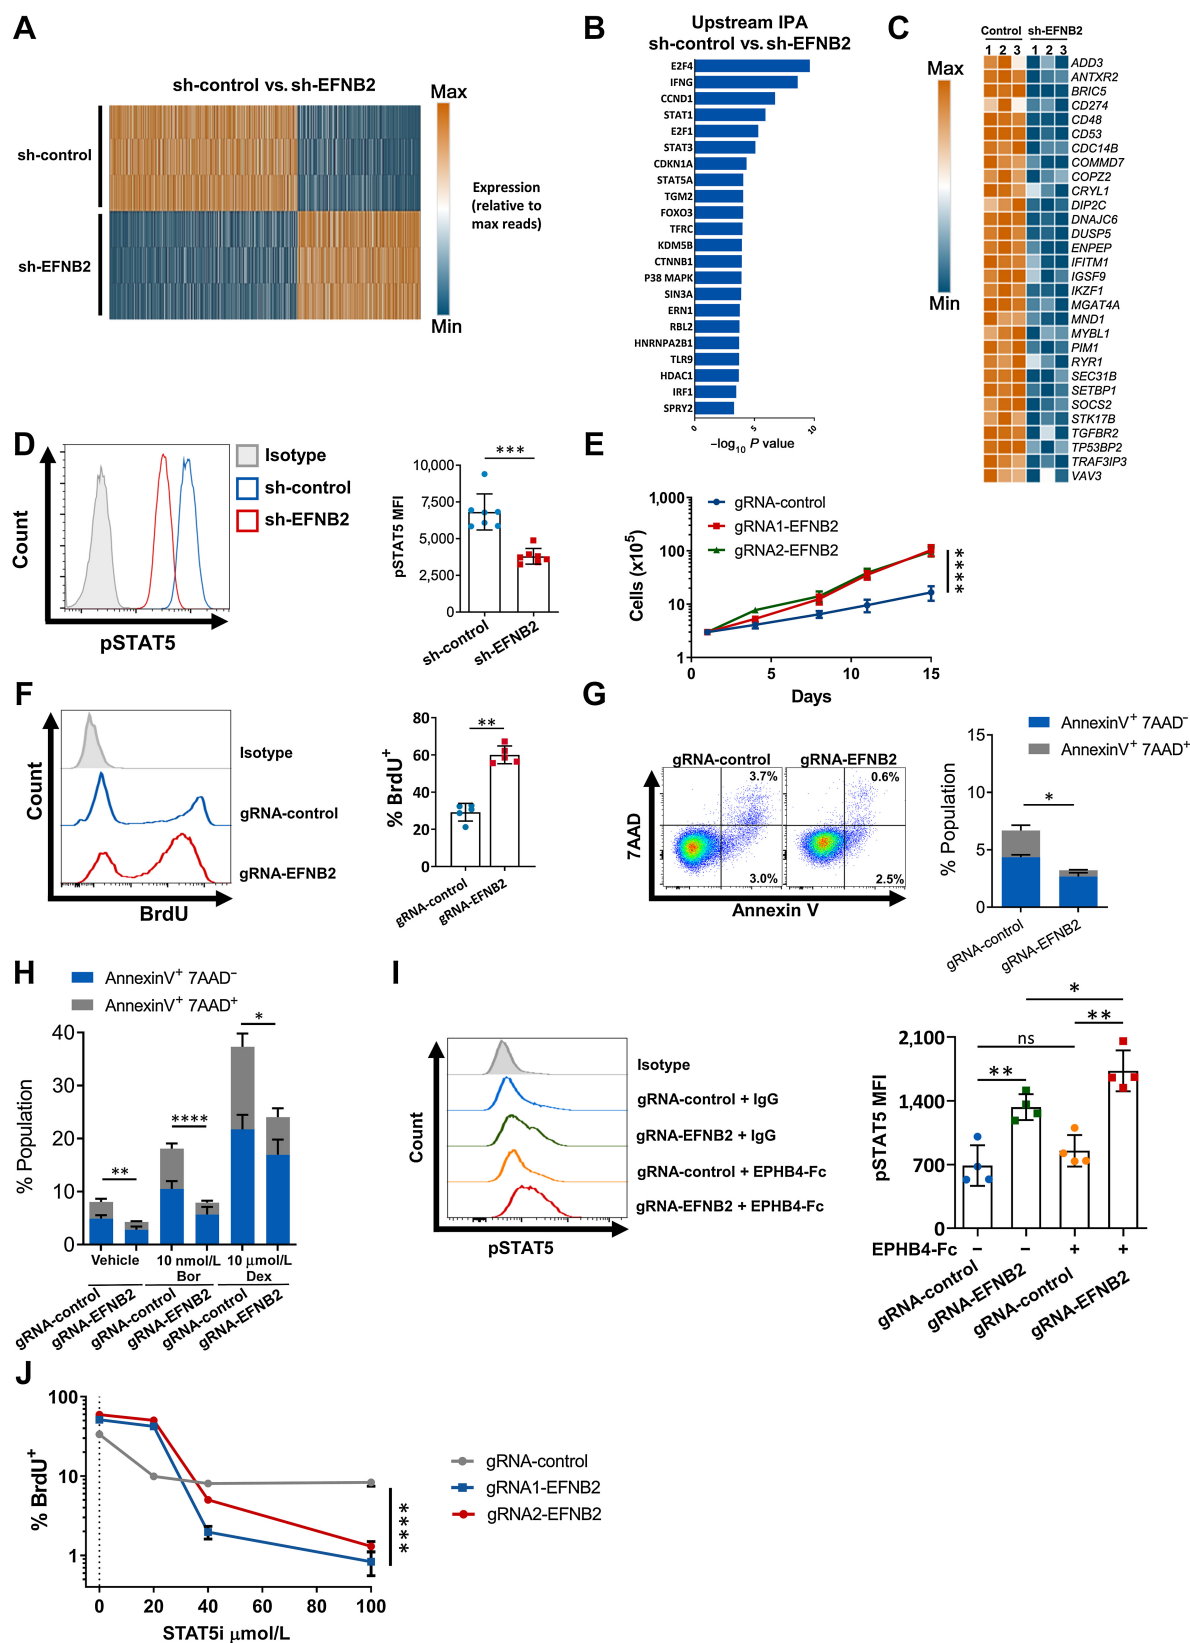 A
sh-control vs. sh-EFNB2
Max
sh-control
sh-EFNB2
Expression
(relative to
max reads)
Min
B
Upstream IPA
sh-control vs. sh-EFNB2
E2F4
IFNG
CCND1
STAT1
E2F1
STAT3
CDKN1A
STAT5A
TGM2
FOXO3
TFRC
KDM5B
CTNNB1
P38 MAPK
SIN3A
ERN1
RBL2
HNRNPA2B1
TLR9
HDAC1
IRF1
SPRY2
0 5 10
–log10 P value
C
Control sh-EFNB2
1 2 3 1 2 3
Max
Min
ADD3
ANTXR2
BRIC5
CD274
CD48
CD53
CDC14B
COMMD7
COPZ2
CRYL1
DIP2C
DNAJC6
DUSP5
ENPEP
IFITM1
IGSF9
IKZF1
MGAT4A
MND1
MYBL1
PIM1
RYR1
SEC31B
SETBP1
SOCS2
STK17B
TGFBR2
TP53BP2
TRAF3IP3
VAV3
D
Count
pSTAT5
Isotype
sh-control
sh-EFNB2
pSTAT5 MFI
10,000
7,500
5,000
2,500
0
***
sh-control
sh-EFNB2
E
Cells (x10^5)
1,000
100
10
1
0 5 10 15
Days
gRNA-control
gRNA1-EFNB2
gRNA2-EFNB2
****
F
Count
BrdU
Isotype
gRNA-control
gRNA-EFNB2
% BrdU+
80
60
40
20
0
**
gRNA-control
gRNA-EFNB2
G
gRNA-control gRNA-EFNB2
3.7% 0.6%
3.0% 2.5%
7AAD
Annexin V
AnnexinV+ 7AAD–
AnnexinV+ 7AAD+
% Population
15
10
5
0
*
gRNA-control
gRNA-EFNB2
H
AnnexinV+ 7AAD–
AnnexinV+ 7AAD+
% Population
40
30
20
10
0
** **** *
Vehicle 10 nmol/L 10 µmol/L
Bor Dex
gRNA-control gRNA-EFNB2 gRNA-control gRNA-EFNB2 gRNA-control gRNA-EFNB2
I
Count
pSTAT5
Isotype
gRNA-control + IgG
gRNA-EFNB2 + IgG
gRNA-control + EPHB4-Fc
gRNA-EFNB2 + EPHB4-Fc
pSTAT5 MFI
2,100
1,400
700
0
*
**
ns
**
EPHB4-Fc – – + +
gRNA-control gRNA-EFNB2 gRNA-control gRNA-EFNB2
J
% BrdU+
100
10
1
0 20 40 60 80 100
STAT5i µmol/L
gRNA-control
gRNA1-EFNB2
gRNA2-EFNB2
****